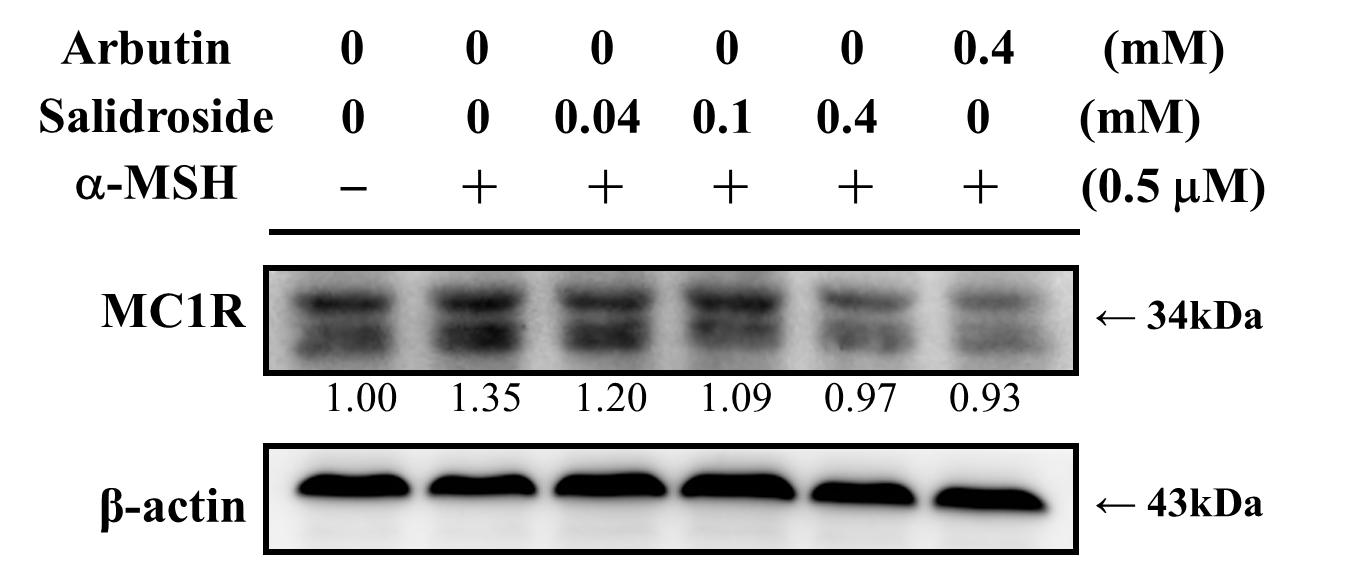 Arbutin 0 0 0 0 0 0.4 (mM)
Salidroside 0 0 0.04 0.1 0.4 0 (mM)
α-MSH – + + + + + (0.5 μM)
MC1R ← 34kDa
1.00 1.35 1.20 1.09 0.97 0.93
β-actin ← 43kDa